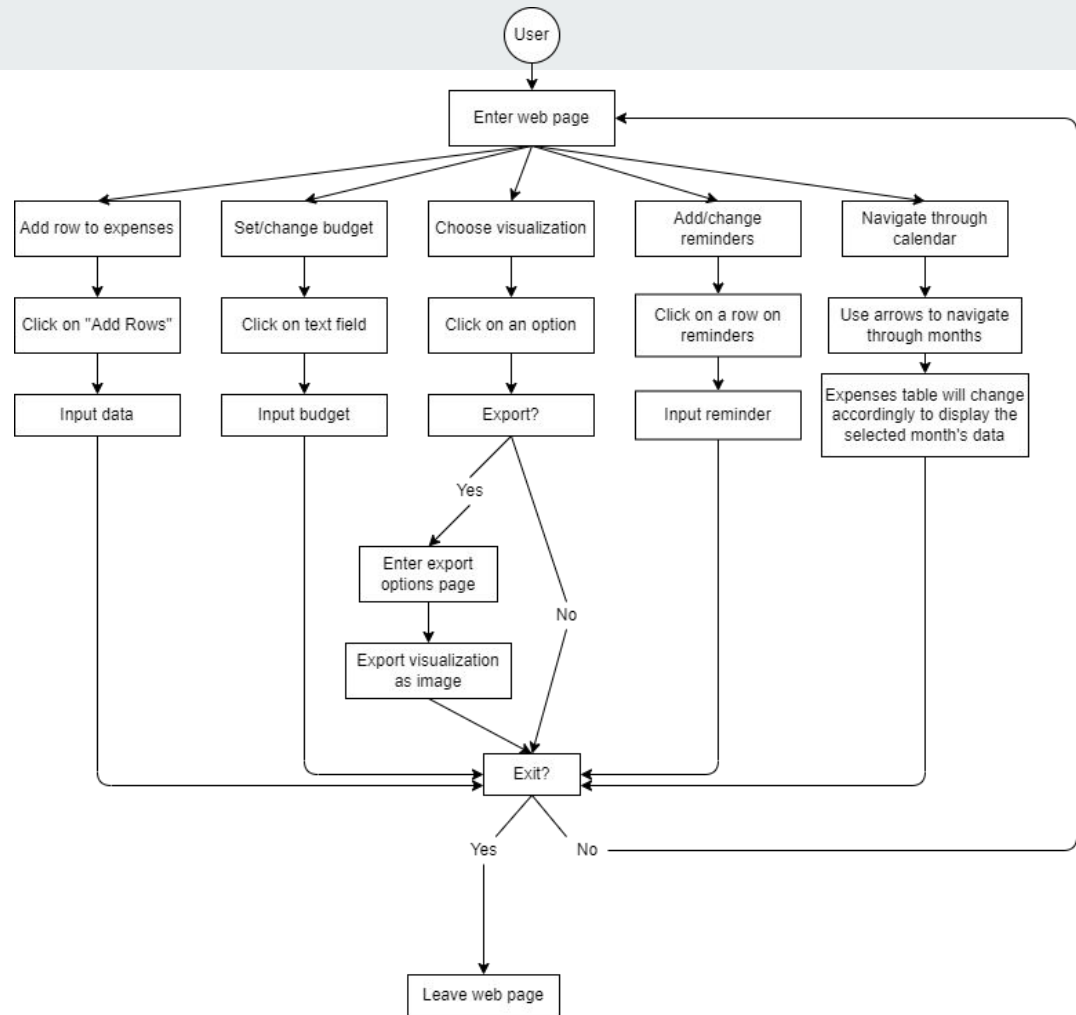 User
Enter web page
Add row to expenses
Set/change budget
Choose visualization
Add/change
reminders
Navigate through
calendar
Click on "Add Rows"
Click on text field
Click on an option
Click on a row on
reminders
Use arrows to navigate
through months
Input data
Input budget
Export?
Input reminder
Expenses table will change
accordingly to display the
selected month's data
Yes
Enter export
options page
No
Export visualization
as image
Exit?
Yes
No
Leave web page